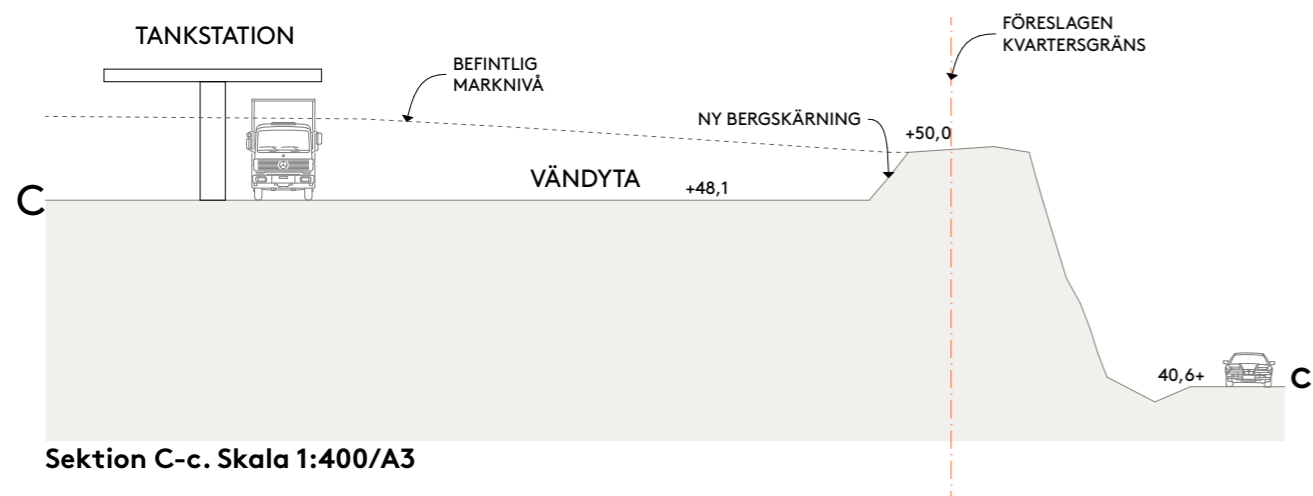 TANKSTATION
FÖRESLAGEN
KVARTERSGRÄNS
BEFINTLIG
MARKNIVÅ
NY BERGSKÄRNING
+50,0
VÄNDYTA
+48,1
C
40,6+
c
Sektion C-c. Skala 1:400/A3